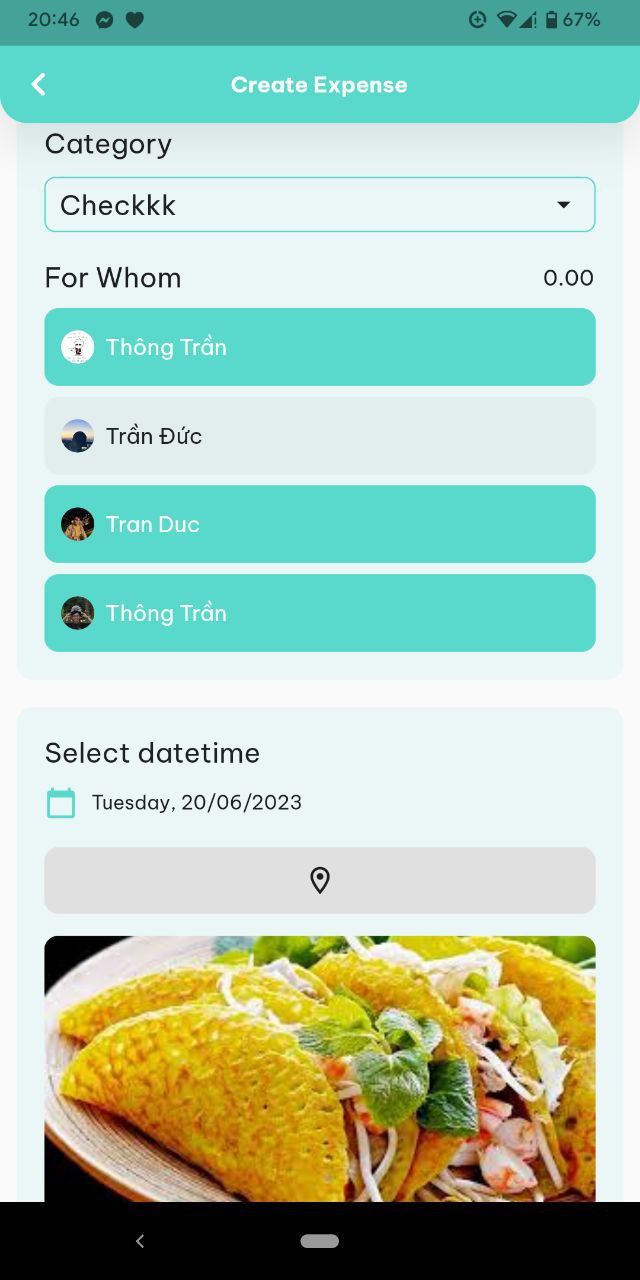 20:46
67%
Create Expense
Category
Checkkk
For Whom
0.00
Thông Trần
Trần Đức
Tran Duc
Thông Trần
Select datetime
Tuesday, 20/06/2023